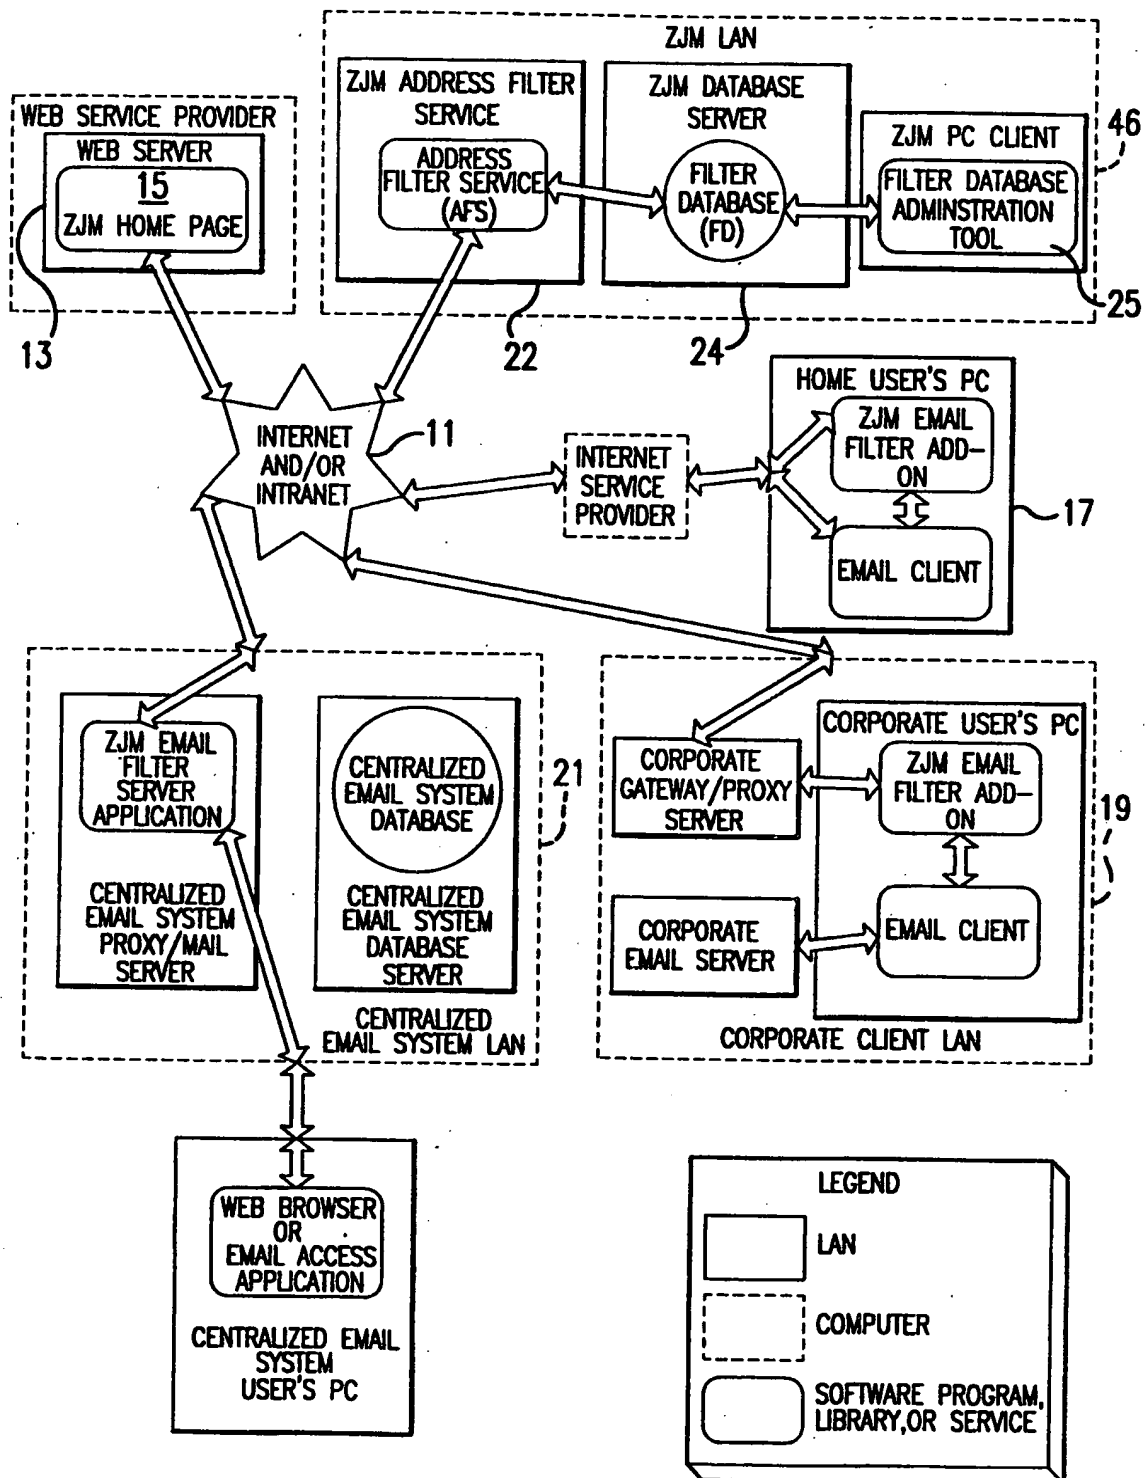 ZJM LAN
WEB SERVICE PROVIDER
WEB SERVER
15
ZJM HOME PAGE
13
ZJM ADDRESS FILTER
SERVICE
ADDRESS
FILTER SERVICE
(AFS)
22
ZJM DATABASE
SERVER
FILTER
DATABASE
(FD)
24
ZJM PC CLIENT
FILTER DATABASE
ADMINSTRATION
TOOL
25
46
INTERNET
AND/OR
INTRANET
11
INTERNET
SERVICE
PROVIDER
HOME USER'S PC
ZJM EMAIL
FILTER ADD-
ON
EMAIL CLIENT
17
ZJM EMAIL
FILTER
SERVER
APPLICATION
CENTRALIZED
EMAIL SYSTEM
PROXY/MAIL
SERVER
CENTRALIZED
EMAIL SYSTEM
DATABASE
CENTRALIZED
EMAIL SYSTEM
DATABASE
SERVER
21
CENTRALIZED
EMAIL SYSTEM LAN
CORPORATE
GATEWAY/PROXY
SERVER
CORPORATE
EMAIL SERVER
CORPORATE USER'S PC
ZJM EMAIL
FILTER ADD-
ON
EMAIL CLIENT
19
CORPORATE CLIENT LAN
WEB BROWSER
OR
EMAIL ACCESS
APPLICATION
CENTRALIZED EMAIL
SYSTEM
USER'S PC
LEGEND
LAN
COMPUTER
SOFTWARE PROGRAM,
LIBRARY,OR SERVICE